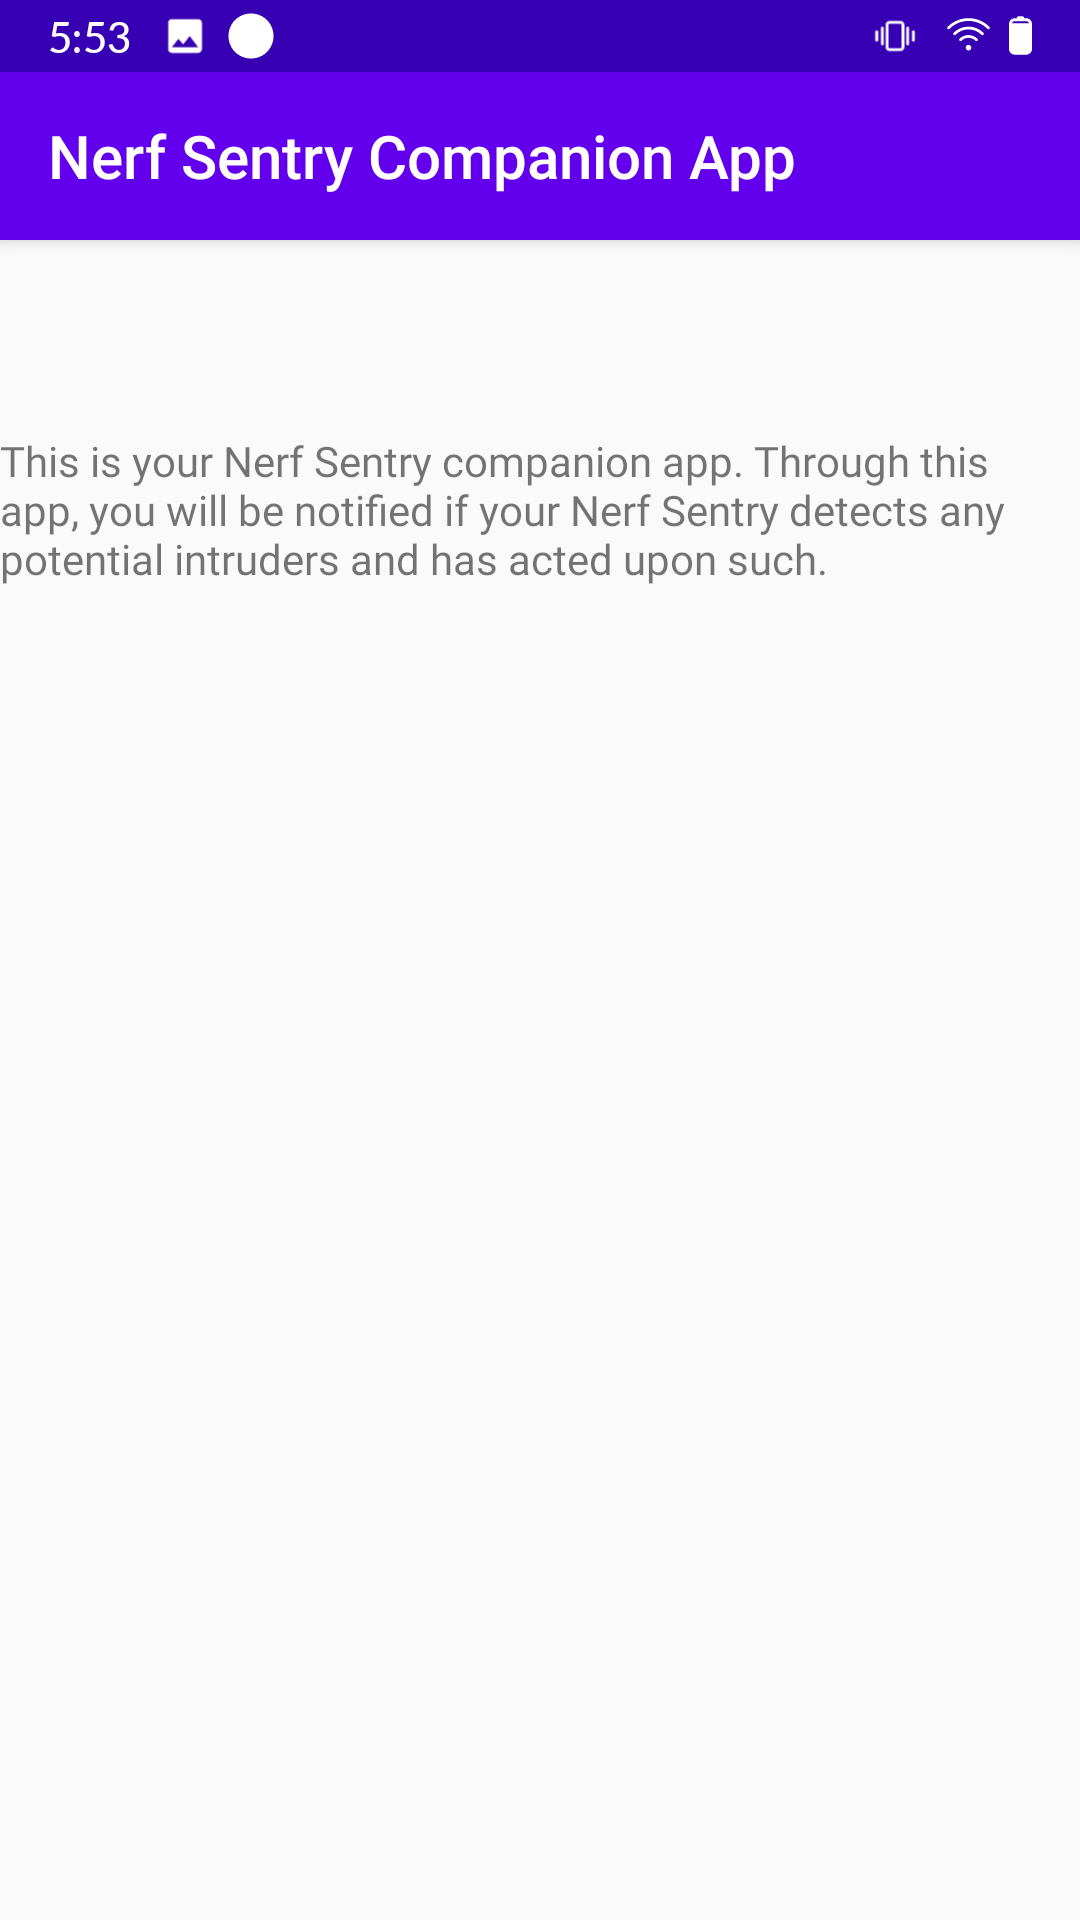 5:53
Nerf Sentry Companion App
This is your Nerf Sentry companion app. Through this
app, you will be notified if your Nerf Sentry detects any
potential intruders and has acted upon such.